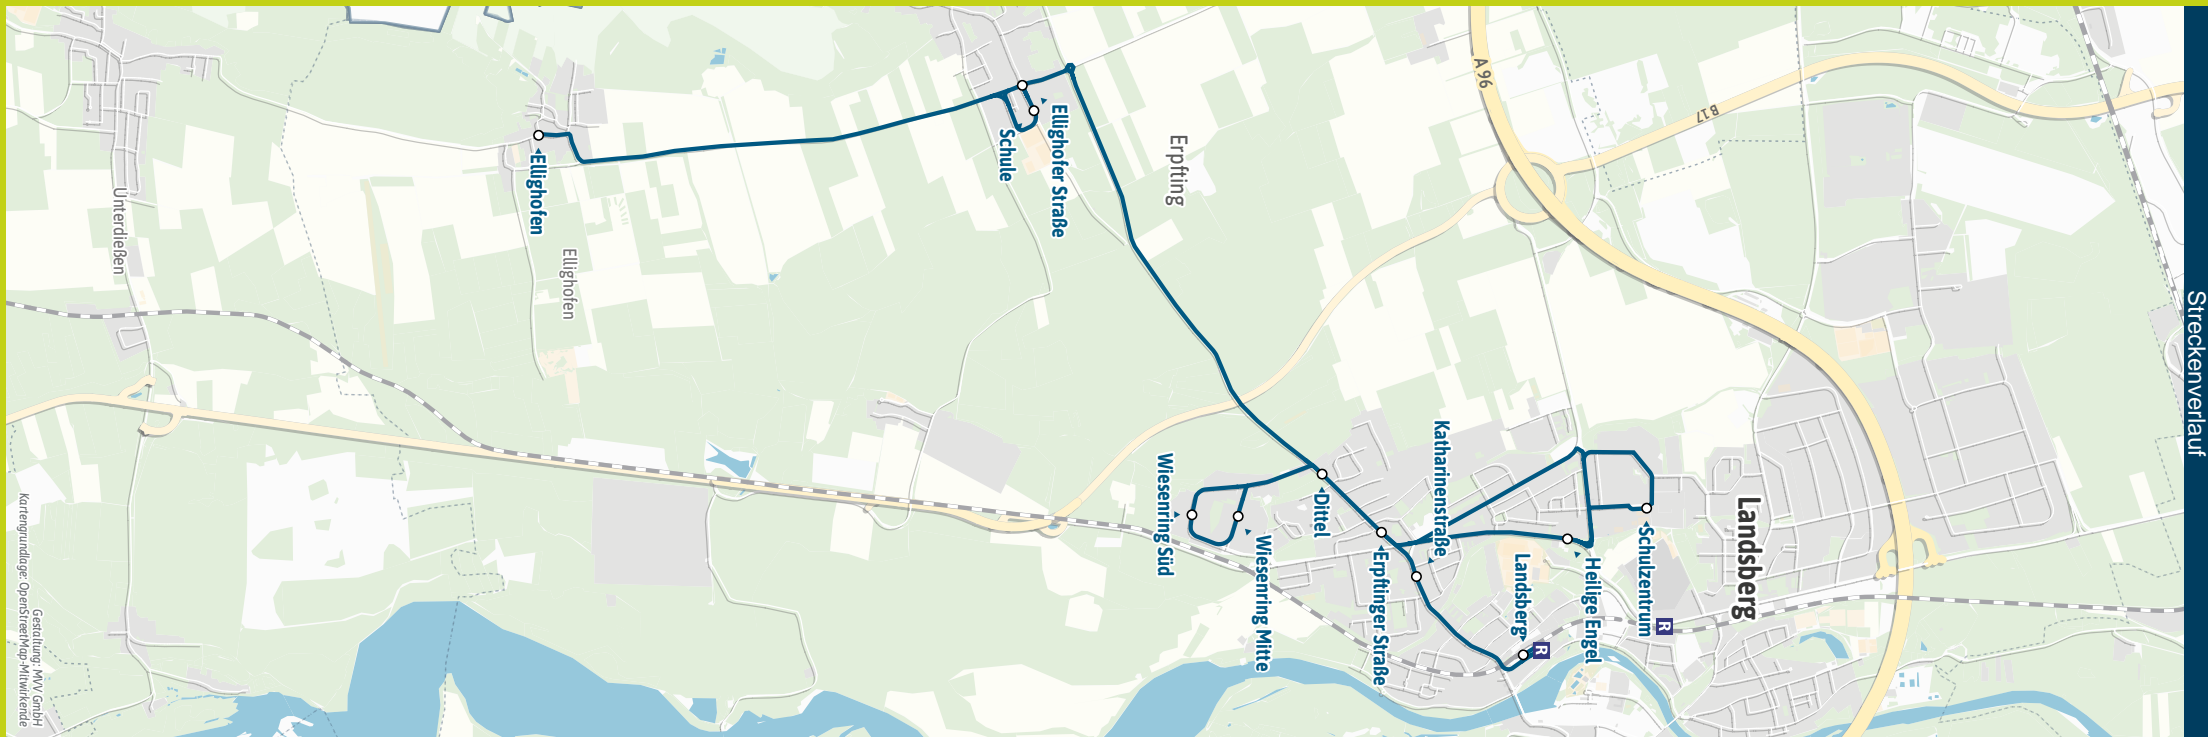 Streckenverlauf
A 96
B 17
Landsberg
R
Schulzentrum
Heilige Engel
R
Landsberg
Katharinenstraße
Erpftinger Straße
Dittel
Wiesenring Mitte
Wiesenring Süd
Erpfting
Ellighofer Straße
Schule
Ellighofen
Ellighofen
Unterdießen
Gestaltung: MVV GmbH
Kartengrundlage: OpenStreetMap-Mitwirkende